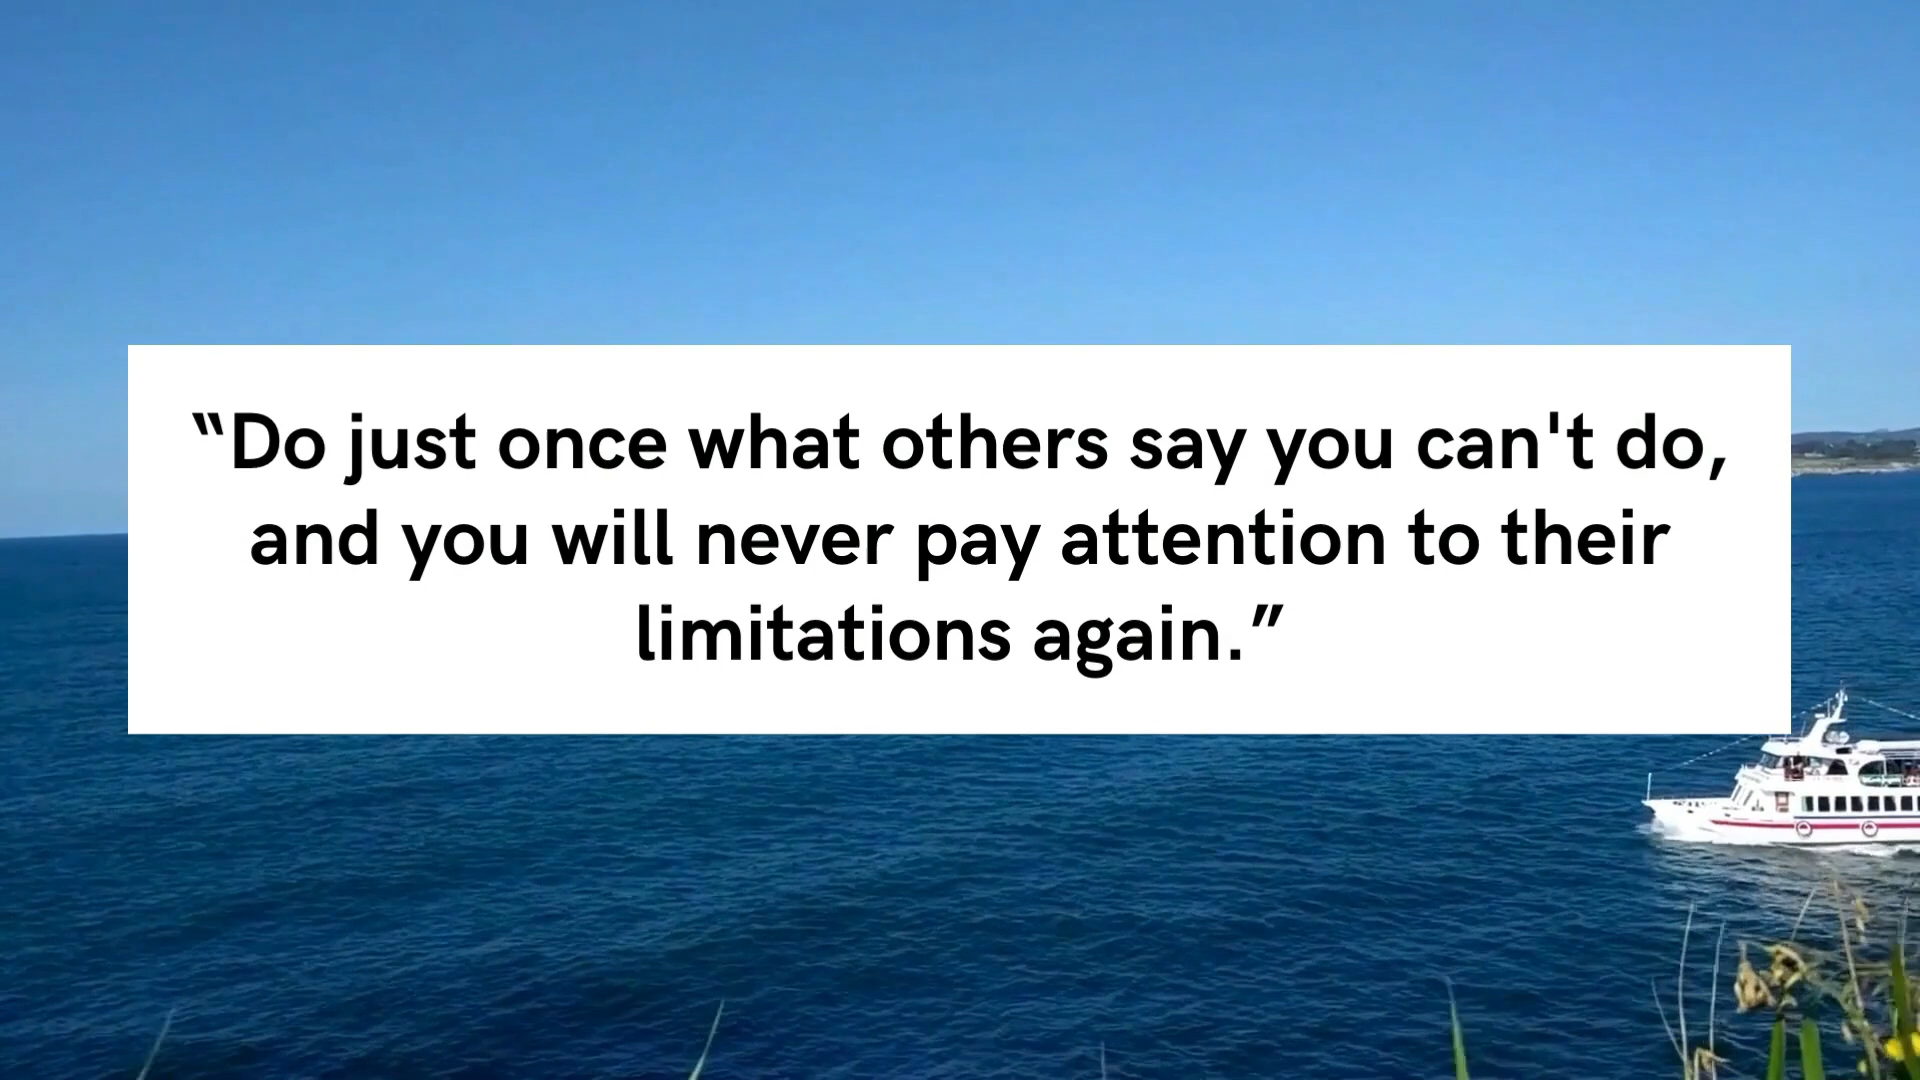 “Do just once what others say you can't do,
and you will never pay attention to their
limitations again.”